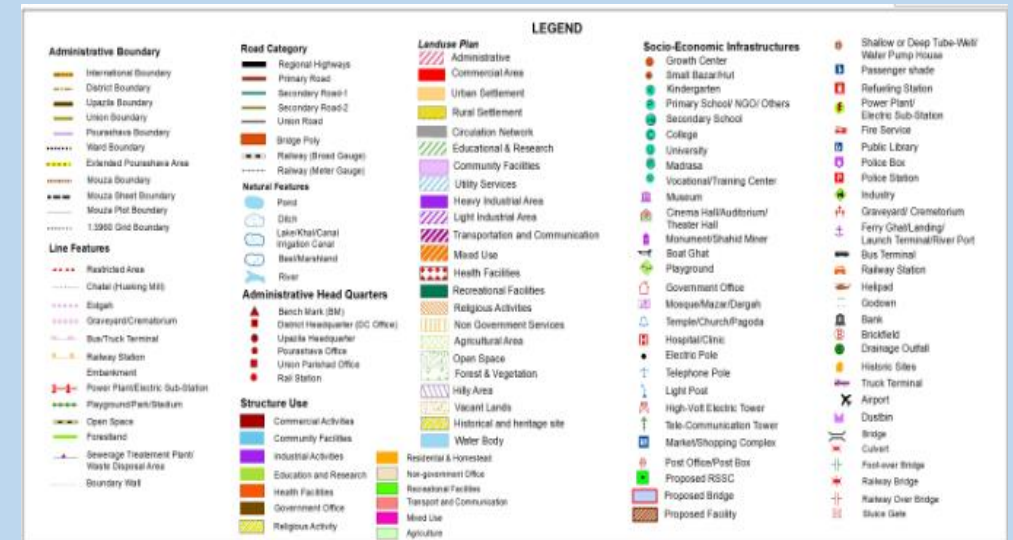 LEGEND
Administrative Boundary
International Boundary
District Boundary
Upazila Boundary
Union Boundary
Pourashava Boundary
Ward Boundary
Extended Pourashava Area
Mouza Boundary
Mouza Sheet Boundary
Mouza Plot Boundary
1:3960 Grid Boundary
Line Features
Restricted Area
Chatal (Husking Mill)
Eidgah
Graveyard/Crematorium
Bus/Truck Terminal
Railway Station
Embankment
Power Plant/Electric Sub-Station
Playground/Park/Stadium
Open Space
Forestland
Sewerage Treatement Plant/
Waste Disposal Area
Boundary Wall
Road Category
Regional Highways
Primary Road
Secondary Road-1
Secondary Road-2
Union Road
Bridge Poly
Railway (Broad Gauge)
Railway (Meter Gauge)
Natural Features
Pond
Ditch
Lake/Khal/Canal
Irrigation Canal
Beel/Marshland
River
Administrative Head Quarters
Bench Mark (BM)
District Headquarter (DC Office)
Upazila Headquarter
Pourashava Office
Union Parishad Office
Rail Station
Structure Use
Commercial Activities
Community Facilities
Industrial Activities
Education and Research
Health Facilities
Government Office
Religious Activity
Residential & Homestead
Non-government Office
Recreational Facilities
Transport and Communication
Mixed Use
Agriculture
Landuse Plan
Administrative
Commercial Area
Urban Settlement
Rural Settlement
Circulation Network
Educational & Research
Community Facilities
Utility Services
Heavy Industrial Area
Light Industrial Area
Transportation and Communication
Mixed Use
Health Facilities
Recreational Facilities
Religious Activities
Non Government Services
Agricultural Area
Open Space
Forest & Vegetation
Hilly Area
Vacant Lands
Historical and heritage site
Water Body
Socio-Economic Infrastructures
Growth Center
Small Bazar/Hut
Kindergarten
Primary School/ NGO/ Others
Secondary School
College
University
Madrasa
Vocational/Training Center
Museum
Cinema Hall/Auditorium/
Theater Hall
Monument/Shahid Miner
Boat Ghat
Playground
Government Office
Mosque/Mazar/Dargah
Temple/Church/Pagoda
Hospital/Clinic
Electric Pole
Telephone Pole
Light Post
High-Volt Electric Tower
Tele-Communication Tower
Market/Shopping Complex
Post Office/Post Box
Proposed RSSC
Proposed Bridge
Proposed Facility
Shallow or Deep Tube-Well/
Water Pump House
Passenger shade
Refueling Station
Power Plant/
Electric Sub-Station
Fire Service
Public Library
Police Box
Police Station
Industry
Graveyard/ Cremetorium
Ferry Ghat/Landing/
Launch Terminal/River Port
Bus Terminal
Railway Station
Helipad
Godown
Bank
Brickfield
Drainage Outfall
Historic Sites
Truck Terminal
Airport
Dustbin
Bridge
Culvert
Foot-over Bridge
Railway Bridge
Railway Over Bridge
Sluice Gate